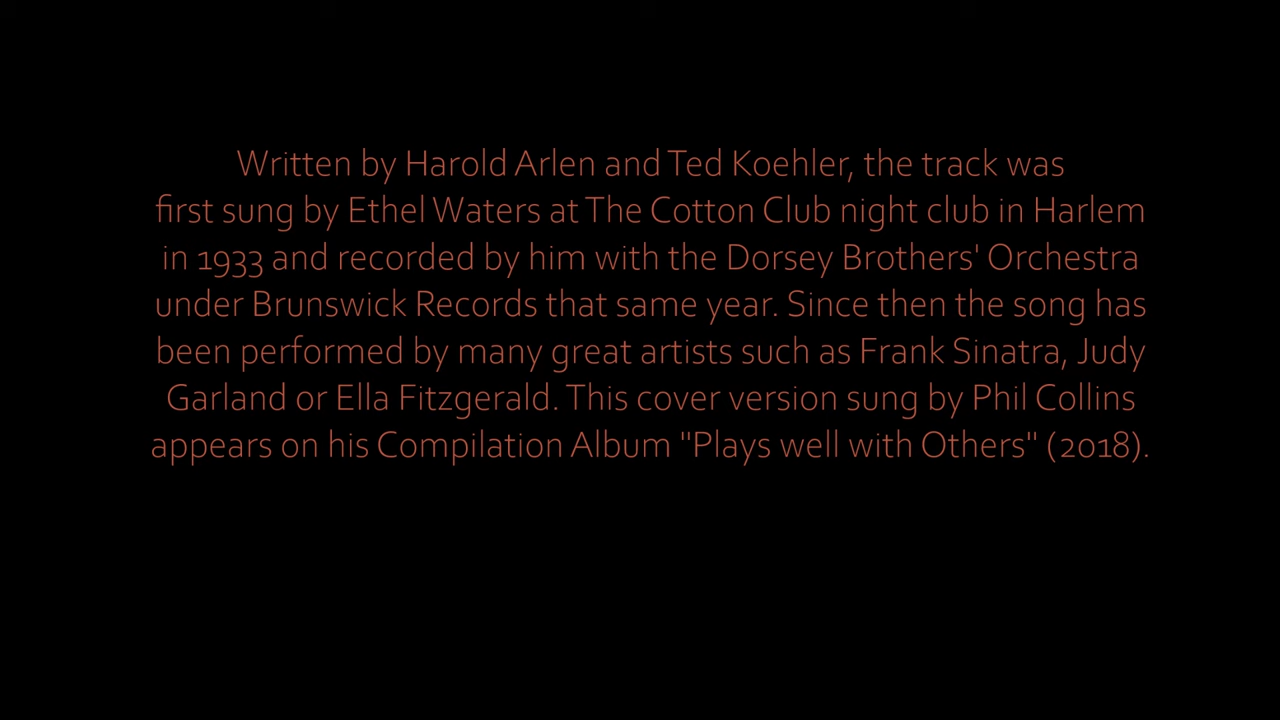 Written by Harold Arlen and Ted Koehler, the track was
first sung by Ethel Waters at The Cotton Club night club in Harlem
in 1933 and recorded by him with the Dorsey Brothers' Orchestra
under Brunswick Records that same year. Since then the song has
been performed by many great artists such as Frank Sinatra, Judy
Garland or Ella Fitzgerald. This cover version sung by Phil Collins
appears on his Compilation Album "Plays well with Others" (2018).